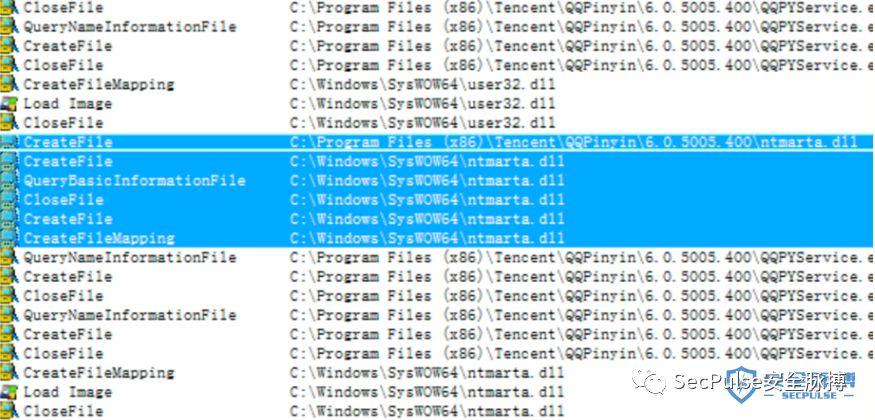 CloseFile C:\Program Files (x86)\Tencent\QQPinyin\6.0.5005.400\QQPYService.e
QueryNameInformationFile C:\Program Files (x86)\Tencent\QQPinyin\6.0.5005.400\QQPYService.e
CreateFile C:\Program Files (x86)\Tencent\QQPinyin\6.0.5005.400\QQPYService.e
CloseFile C:\Program Files (x86)\Tencent\QQPinyin\6.0.5005.400\QQPYService.e
CreateFileMapping C:\Windows\SysWOW64\user32.dll
Load Image C:\Windows\SysWOW64\user32.dll
CloseFile C:\Windows\SysWOW64\user32.dll
CreateFile C:\Program Files (x86)\Tencent\QQPinyin\6.0.5005.400\ntmarta.dll
CreateFile C:\Windows\SysWOW64\ntmarta.dll
QueryBasicInformationFile C:\Windows\SysWOW64\ntmarta.dll
CloseFile C:\Windows\SysWOW64\ntmarta.dll
CreateFile C:\Windows\SysWOW64\ntmarta.dll
CreateFileMapping C:\Windows\SysWOW64\ntmarta.dll
QueryNameInformationFile C:\Program Files (x86)\Tencent\QQPinyin\6.0.5005.400\QQPYService.e
CreateFile C:\Program Files (x86)\Tencent\QQPinyin\6.0.5005.400\QQPYService.e
CloseFile C:\Program Files (x86)\Tencent\QQPinyin\6.0.5005.400\QQPYService.e
QueryNameInformationFile C:\Program Files (x86)\Tencent\QQPinyin\6.0.5005.400\QQPYService.e
CreateFile C:\Program Files (x86)\Tencent\QQPinyin\6.0.5005.400\QQPYService.e
CloseFile C:\Program Files (x86)\Tencent\QQPinyin\6.0.5005.400\QQPYService.e
CreateFileMapping C:\Windows\SysWOW64\ntmarta.dll
Load Image C:\Windows\SysWOW64\ntmarta.dll
CloseFile C:\Windows\SysWOW64\ntmarta.dll
SecPulse安全脉搏
SECPULSE